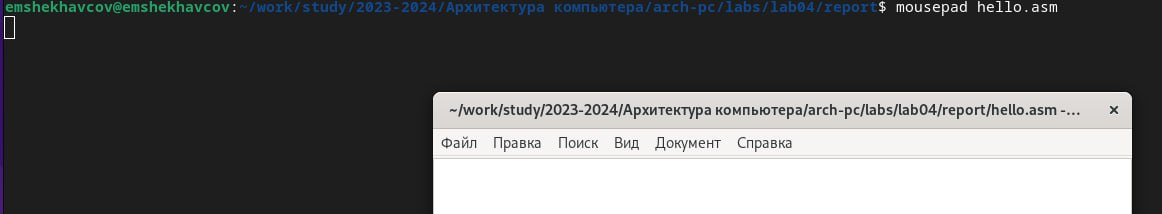 emshekhavcov@emshekhavcov:~/work/study/2023-2024/Архитектура компьютера/arch-pc/labs/lab04/report$ mousepad hello.asm
~/work/study/2023-2024/Архитектура компьютера/arch-pc/labs/lab04/report/hello.asm -...
Файл Правка Поиск Вид Документ Справка